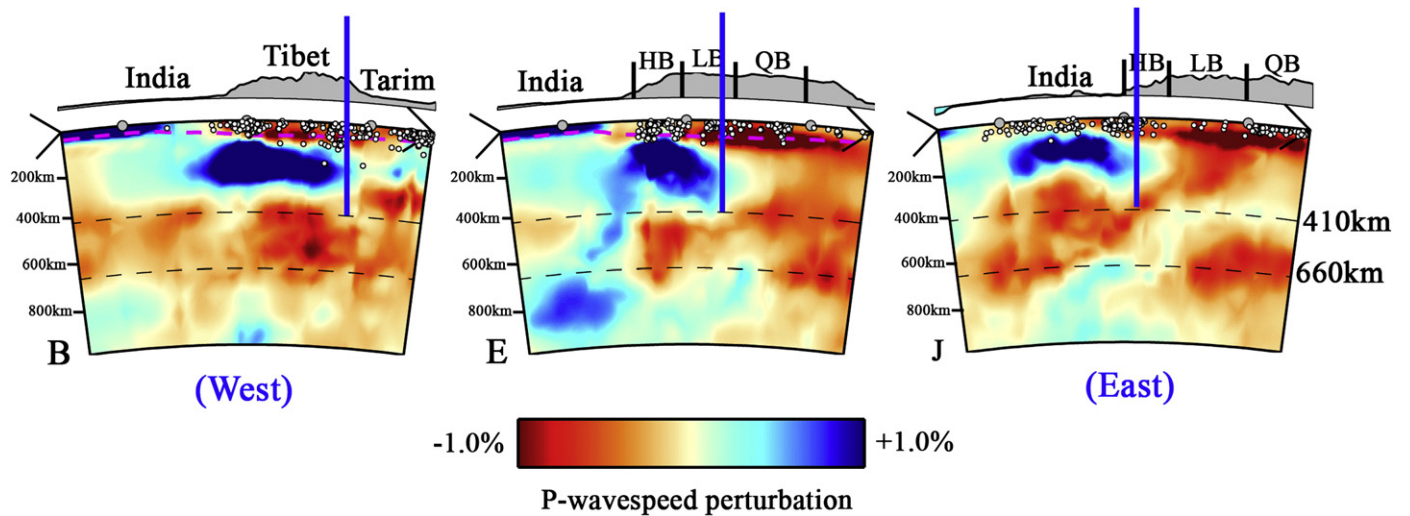 India Tibet Tarim
200km
400km
600km
800km
B
(West)
India HB LB QB
200km
400km
600km
800km
E
India HB LB QB
200km
400km
600km
800km
410km
660km
J
(East)
-1.0% +1.0%
P-wavespeed perturbation